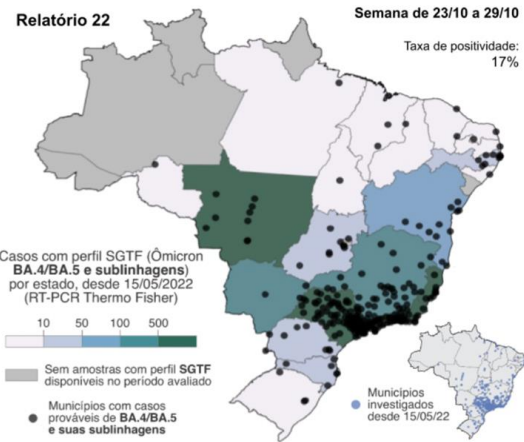 Relatório 22
Semana de 23/10 a 29/10
Taxa de positividade:
17%
Casos com perfil SGTF (Ômicron
BA.4/BA.5 e sublinhagens)
por estado, desde 15/05/2022
(RT-PCR Thermo Fisher)
10 50 100 500
Sem amostras com perfil SGTF
disponíveis no período avaliado
Municípios com casos
prováveis de BA.4/BA.5
e suas sublinhagens
Municípios
investigados
desde 15/05/22